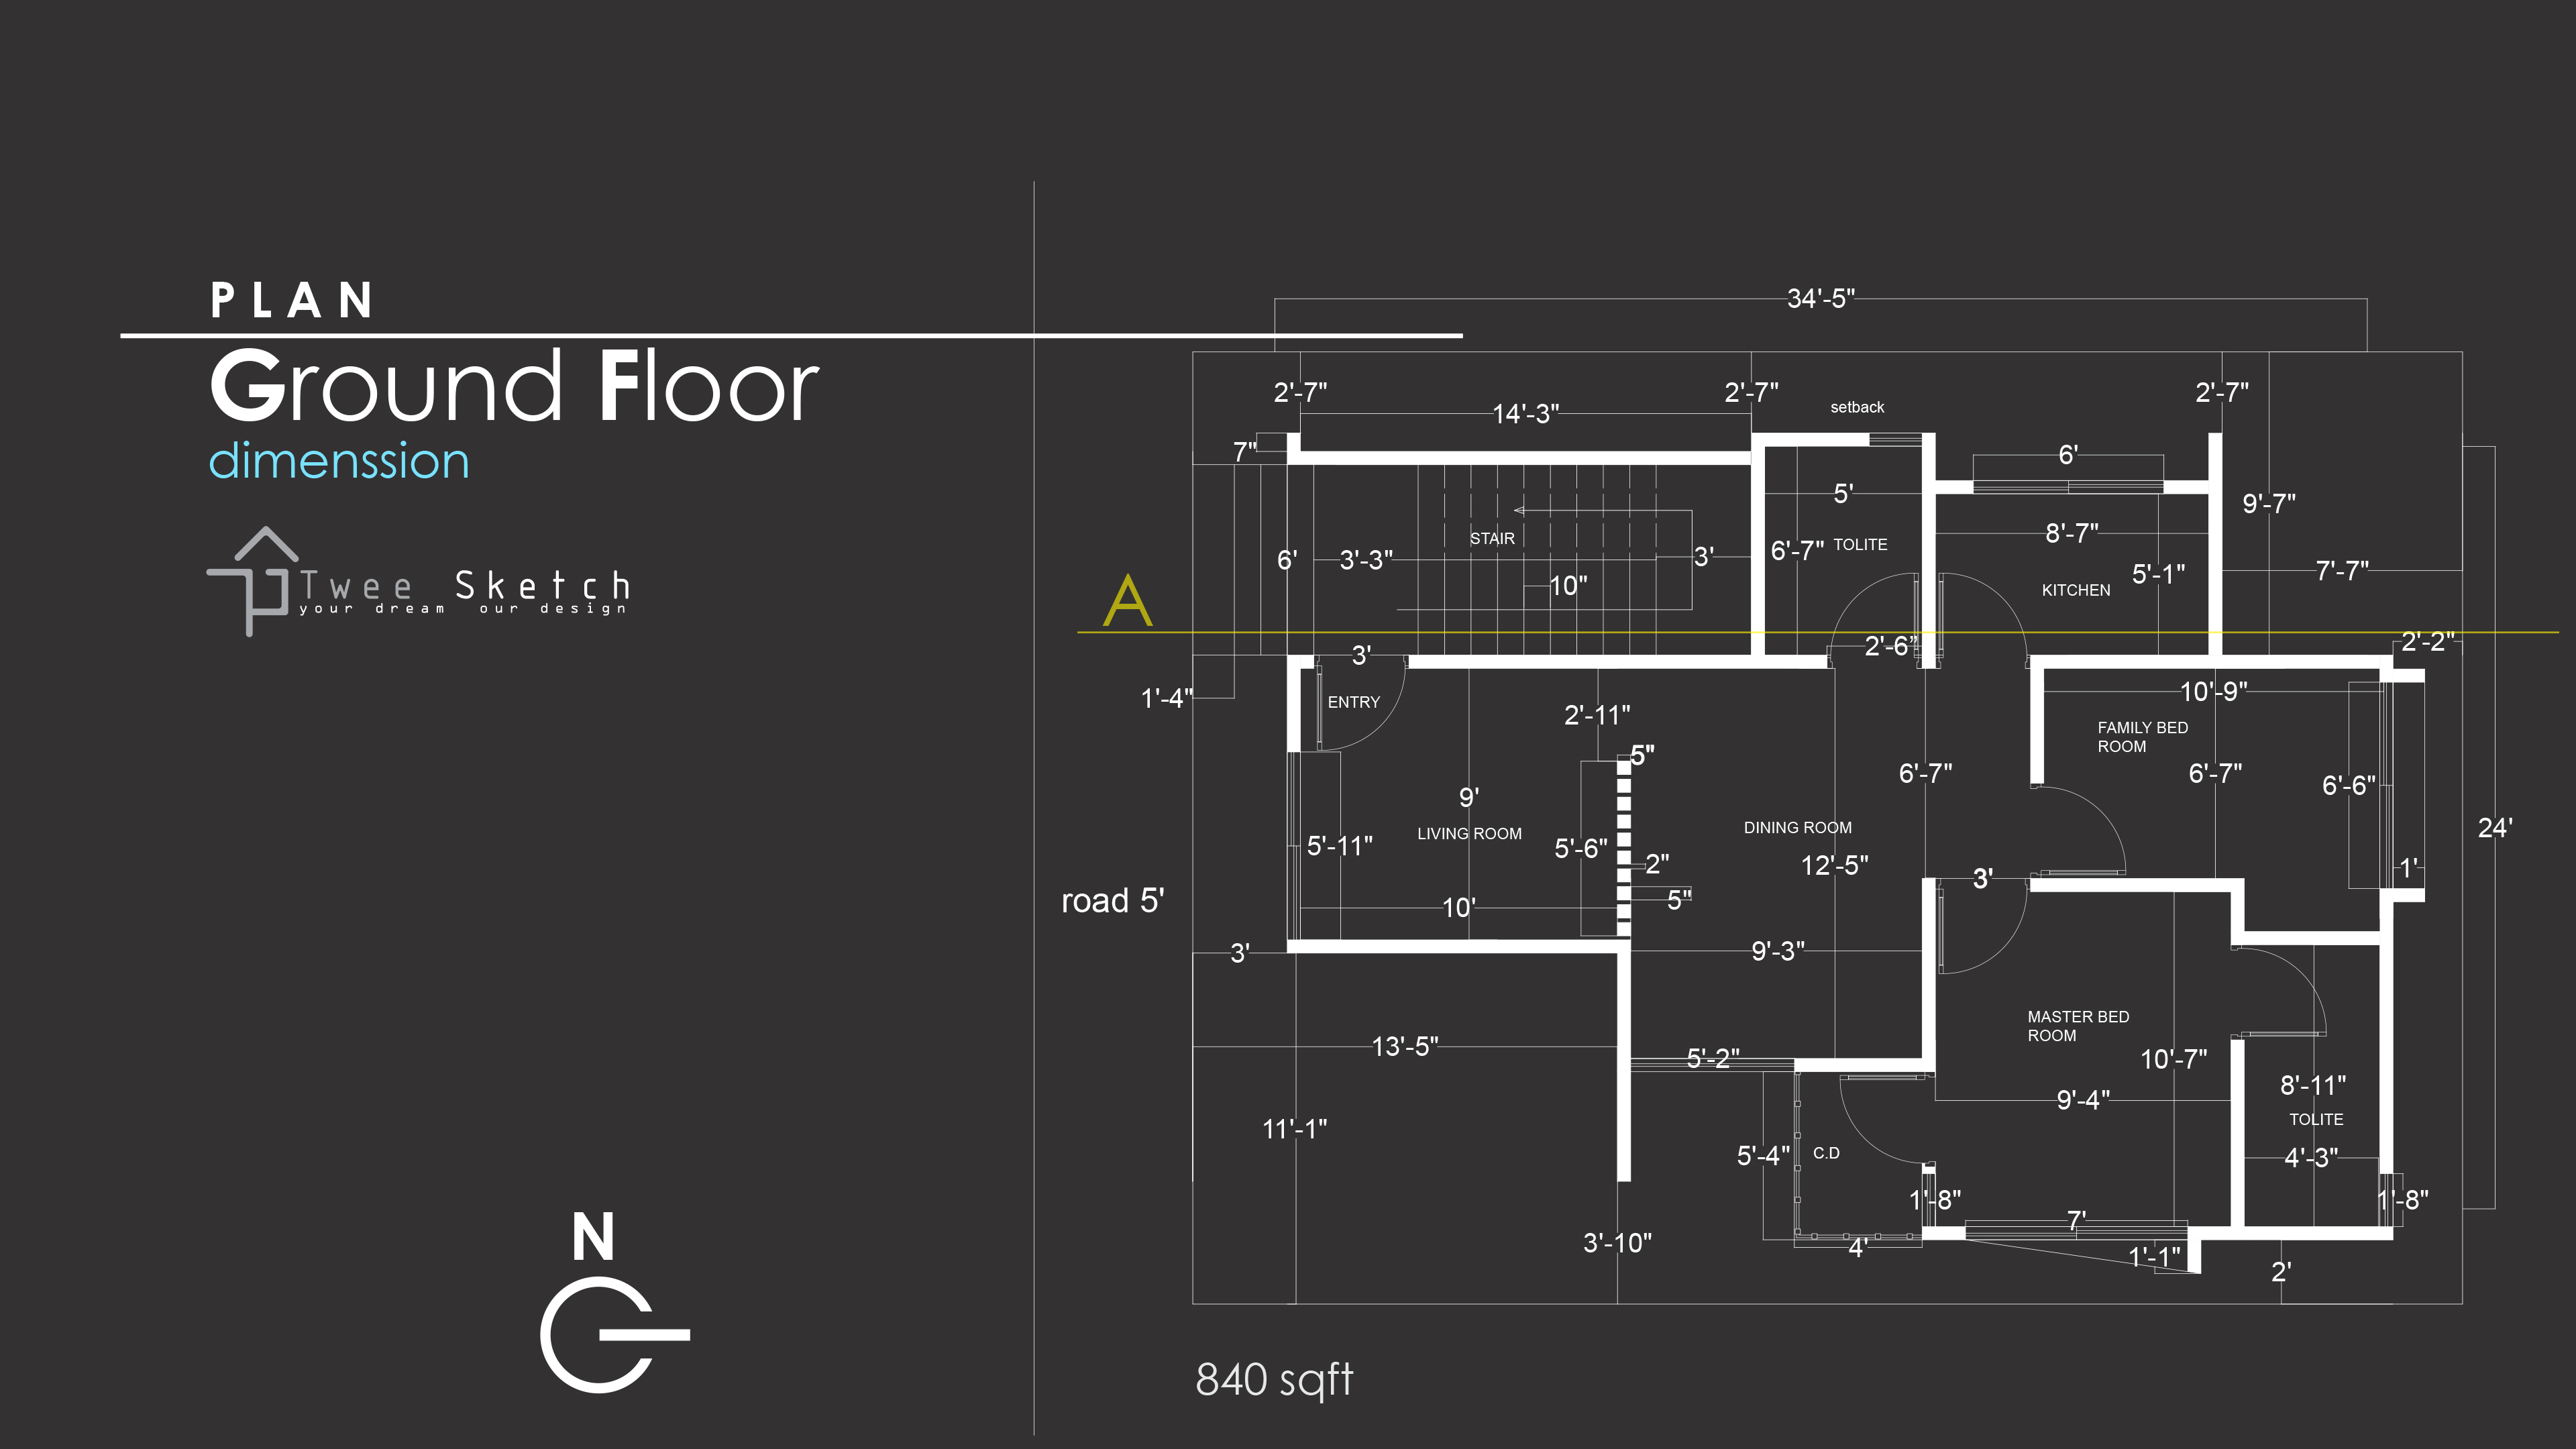 PLAN
Ground Floor
dimenssion
Twee Sketch
your dream our design
N
34'-5"
2'-7"
2'-7"
2'-7"
setback
14'-3"
7"
6'
5'
9'-7"
8'-7"
STAIR
TOLITE
6'-7"
3'
6'
3'-3"
10"
5'-1"
7'-7"
KITCHEN
A
2'-6"
2'-2"
3'
1'-4"
ENTRY
2'-11"
10'-9"
FAMILY BED
ROOM
5"
6'-7"
6'-7"
6'-6"
9'
LIVING ROOM
DINING ROOM
24'
5'-11"
5'-6"
2"
12'-5"
1'
3'
road 5'
10'
5"
3'
9'-3"
MASTER BED
ROOM
13'-5"
5'-2"
10'-7"
8'-11"
9'-4"
TOLITE
11'-1"
5'-4"
C.D
4'-3"
1'-8"
1'-8"
7'
3'-10"
4'
1'-1"
2'
840 sqft